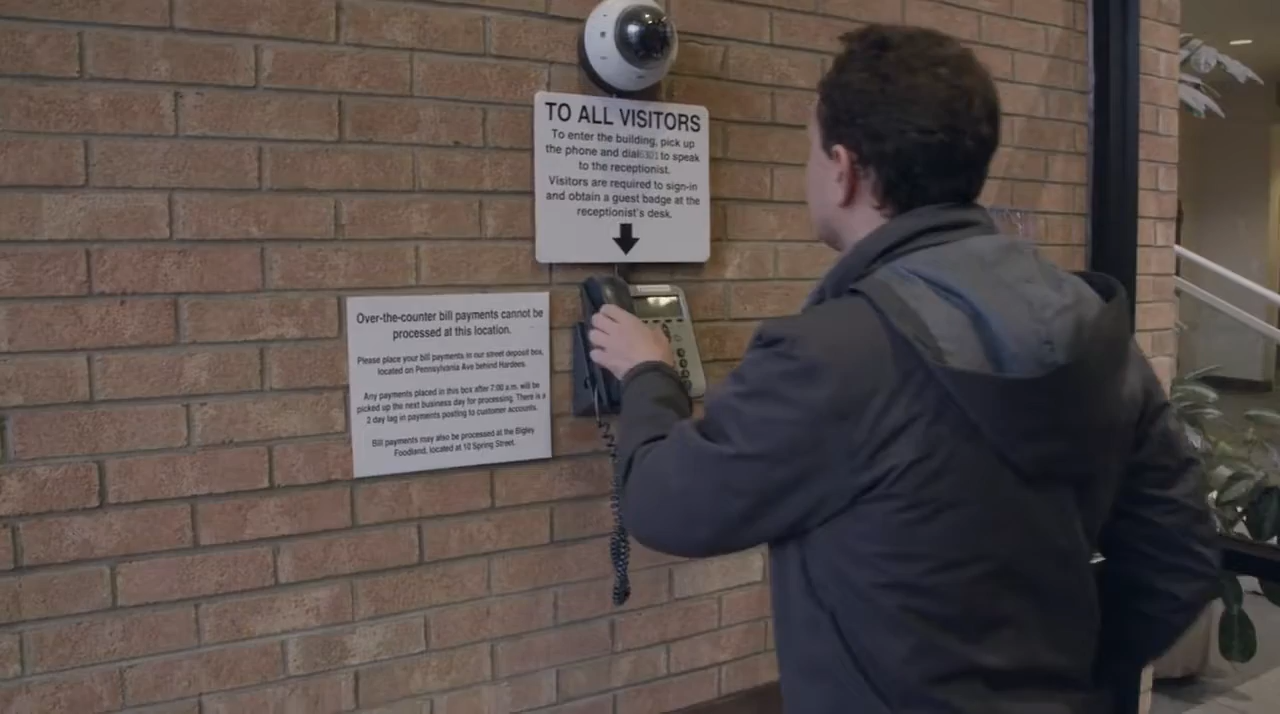 TO ALL VISITORS
To enter the building, pick up
the phone and dial to speak
to the receptionist.
Visitors are required to sign-in
and obtain a guest badge at the
receptionist's desk.
Over-the-counter bill payments cannot be
processed at this location.
Please place your bill payments in our street deposit box,
located on Pennsylvania Ave behind Hardees.
Any payments placed in this box after 7:00 a.m. will be
picked up the next business day for processing. There is a
2 day lag in payments posting to customer accounts.
Bill payments may also be processed at the Bigley
Foodland, located at 10 Spring Street.